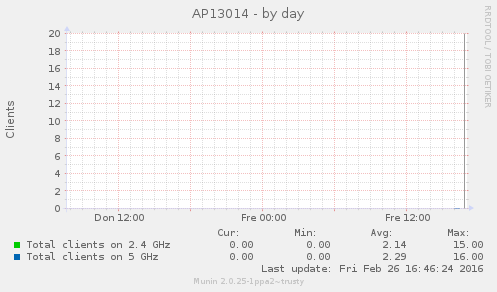 AP13014 - by day
RRDTOOL / TOBI OETIKER
Clients
20
18
16
14
12
10
8
6
4
2
0
Don 12:00 Fre 00:00 Fre 12:00
Cur: Min: Avg: Max:
Total clients on 2.4 GHz 0.00 0.00 2.14 15.00
Total clients on 5 GHz 0.00 0.00 2.29 16.00
Last update: Fri Feb 26 16:46:24 2016
Munin 2.0.25-1ppa2~trusty